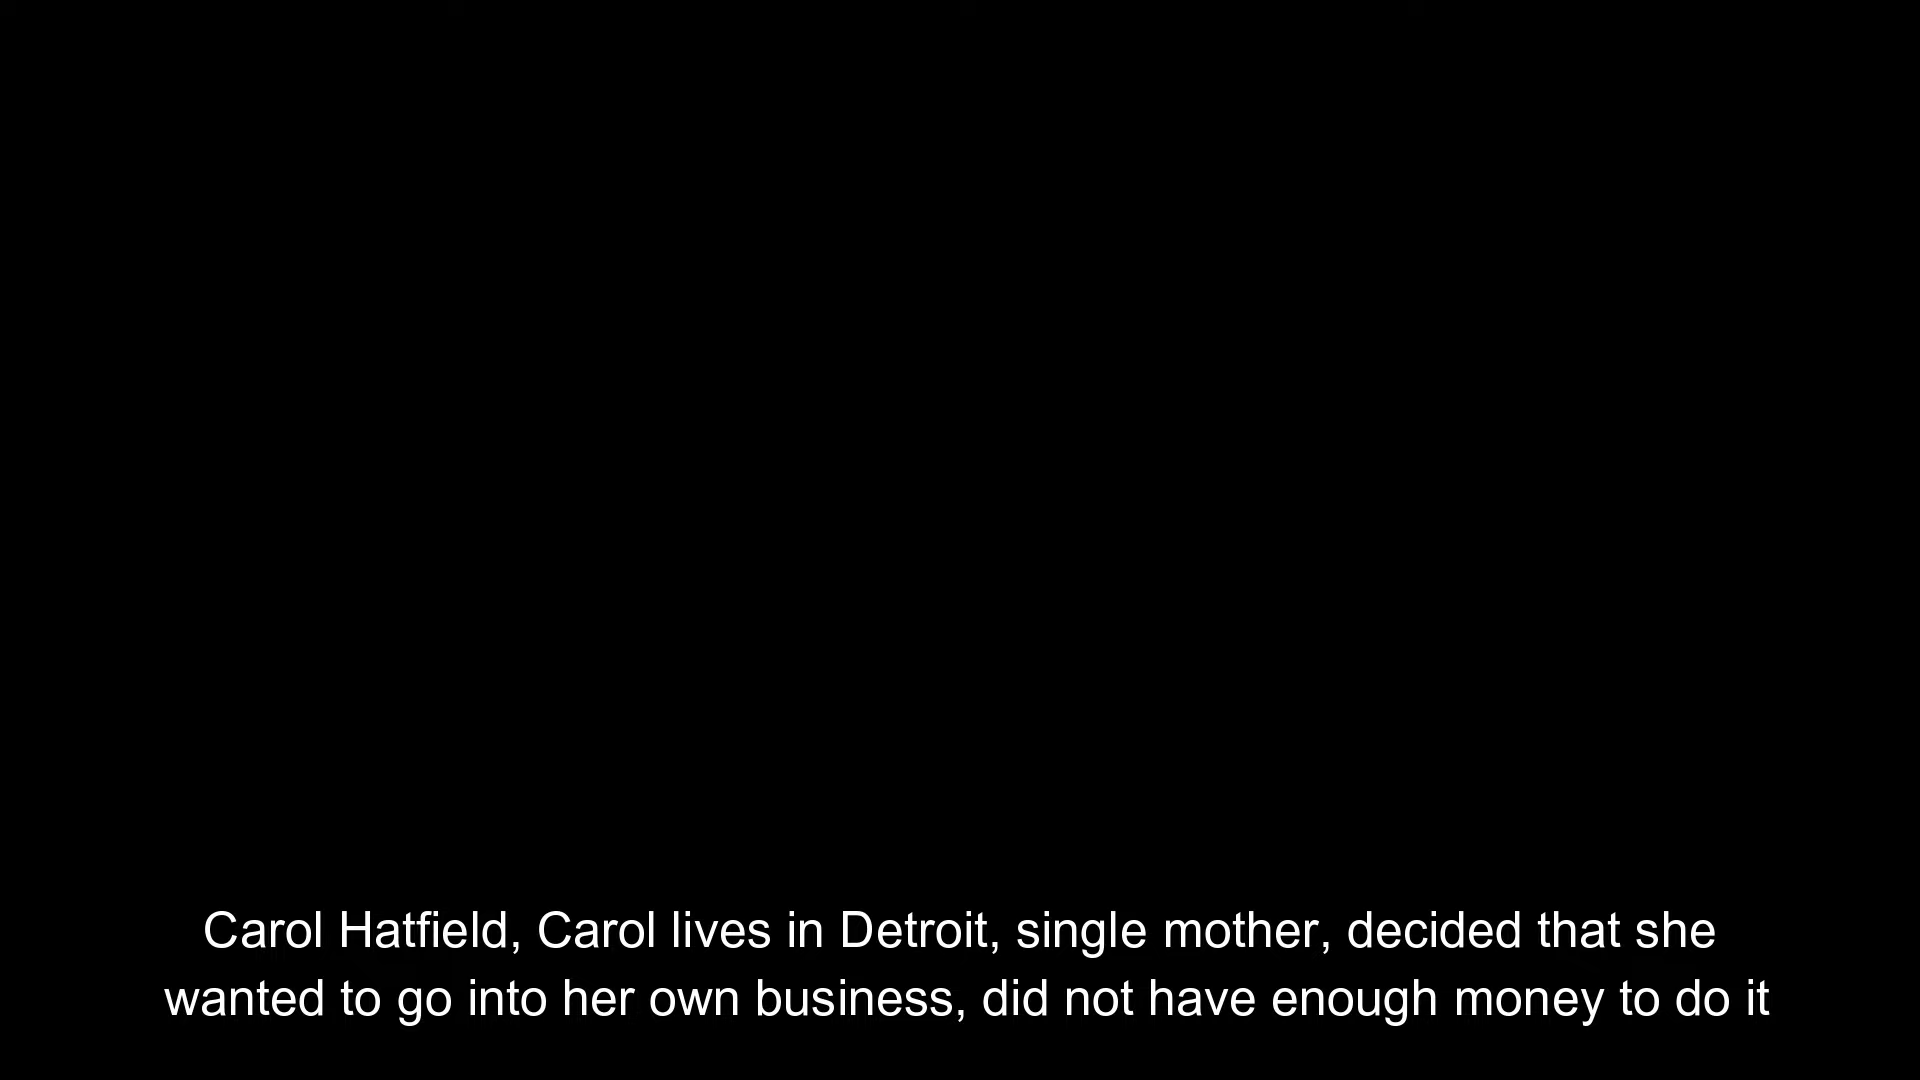 Carol Hatfield, Carol lives in Detroit, single mother, decided that she
wanted to go into her own business, did not have enough money to do it